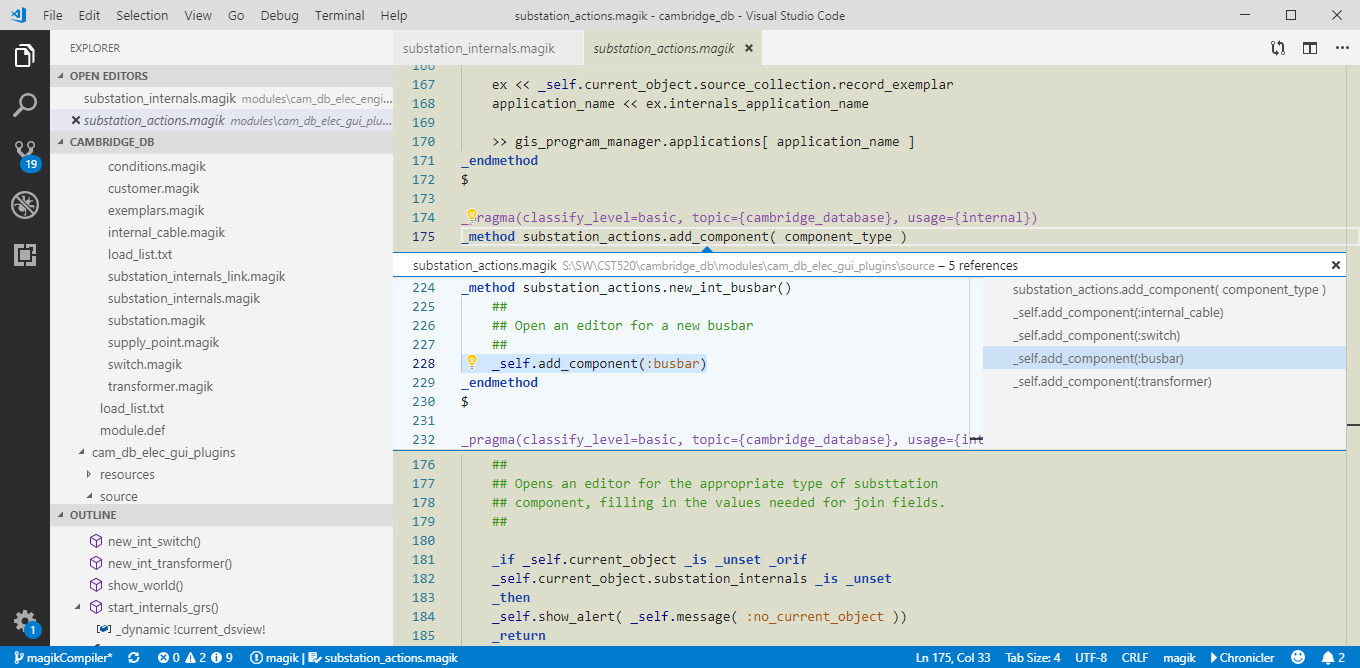 File Edit Selection View Go Debug Terminal Help substation_actions.magik - cambridge_db - Visual Studio Code
EXPLORER
OPEN EDITORS
substation_internals.magik modules\cam_db_elec_engi...
substation_actions.magik modules\cam_db_elec_gui_plu...
CAMBRIDGE_DB
conditions.magik
customer.magik
exemplars.magik
internal_cable.magik
load_list.txt
substation_internals_link.magik
substation_internals.magik
substation.magik
supply_point.magik
switch.magik
transformer.magik
load_list.txt
module.def
cam_db_elec_gui_plugins
resources
source
OUTLINE
new_int_switch()
new_int_transformer()
show_world()
start_internals_grs()
_dynamic !current_dsview!
19
1
substation_internals.magik substation_actions.magik
166
167 ex << _self.current_object.source_collection.record_exemplar
168 application_name << ex.internals_application_name
169
170 >> gis_program_manager.applications[ application_name ]
171 _endmethod
172 $
173
174 _pragma(classify_level=basic, topic={cambridge_database}, usage={internal})
175 _method substation_actions.add_component( component_type )
substation_actions.magik S:\SW\CST520\cambridge_db\modules\cam_db_elec_gui_plugins\source – 5 references
224 _method substation_actions.new_int_busbar()
225 ##
226 ## Open an editor for a new busbar
227 ##
228 _self.add_component(:busbar)
229 _endmethod
230 $
231
232 _pragma(classify_level=basic, topic={cambridge_database}, usage={int
substation_actions.add_component( component_type )
_self.add_component(:internal_cable)
_self.add_component(:switch)
_self.add_component(:busbar)
_self.add_component(:transformer)
176 ##
177 ## Opens an editor for the appropriate type of substtation
178 ## component, filling in the values needed for join fields.
179 ##
180
181 _if _self.current_object _is _unset _orif
182 _self.current_object.substation_internals _is _unset
183 _then
184 _self.show_alert( _self.message( :no_current_object ))
185 _return
magikCompiler* 0 2 9 magik | substation_actions.magik Ln 175, Col 33 Tab Size: 4 UTF-8 CRLF magik Chronicler 2